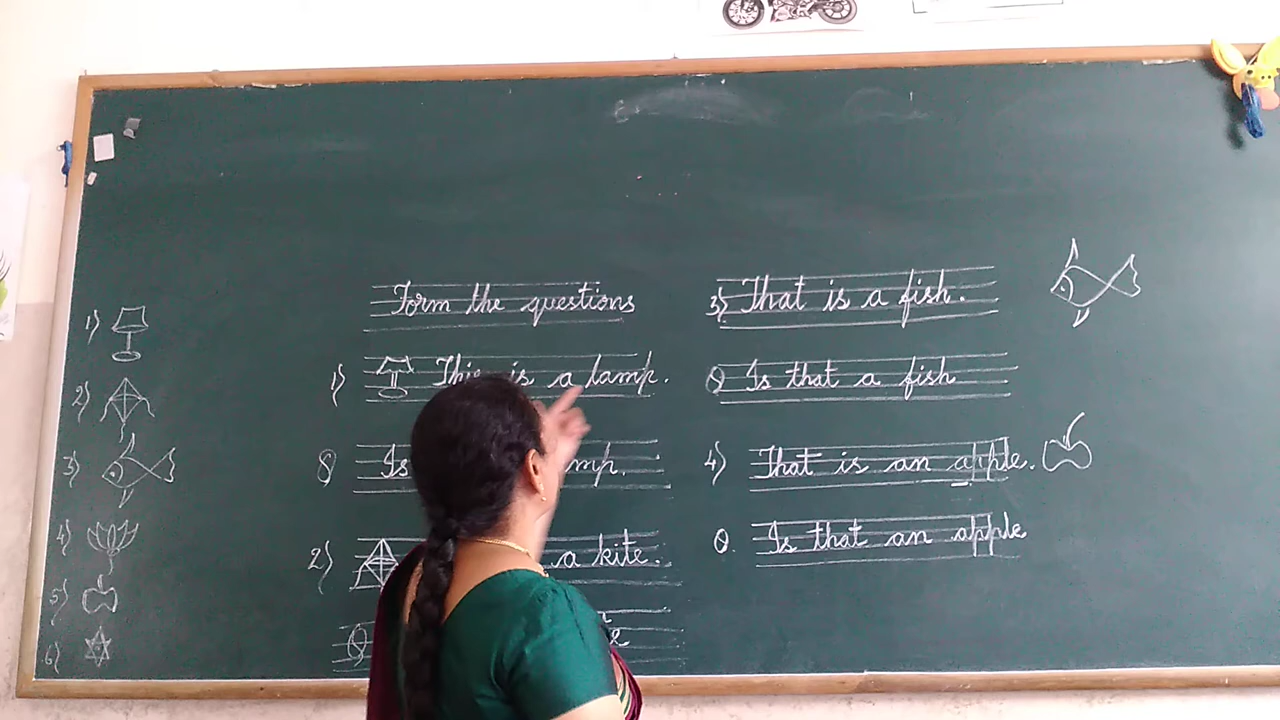 1)
2)
3)
4)
5)
6)
Form the questions
1) This is a lamp.
Q Is
2) a kite.
Q
3) That is a fish.
Q Is that a fish
4) That is an apple.
Q. Is that an apple